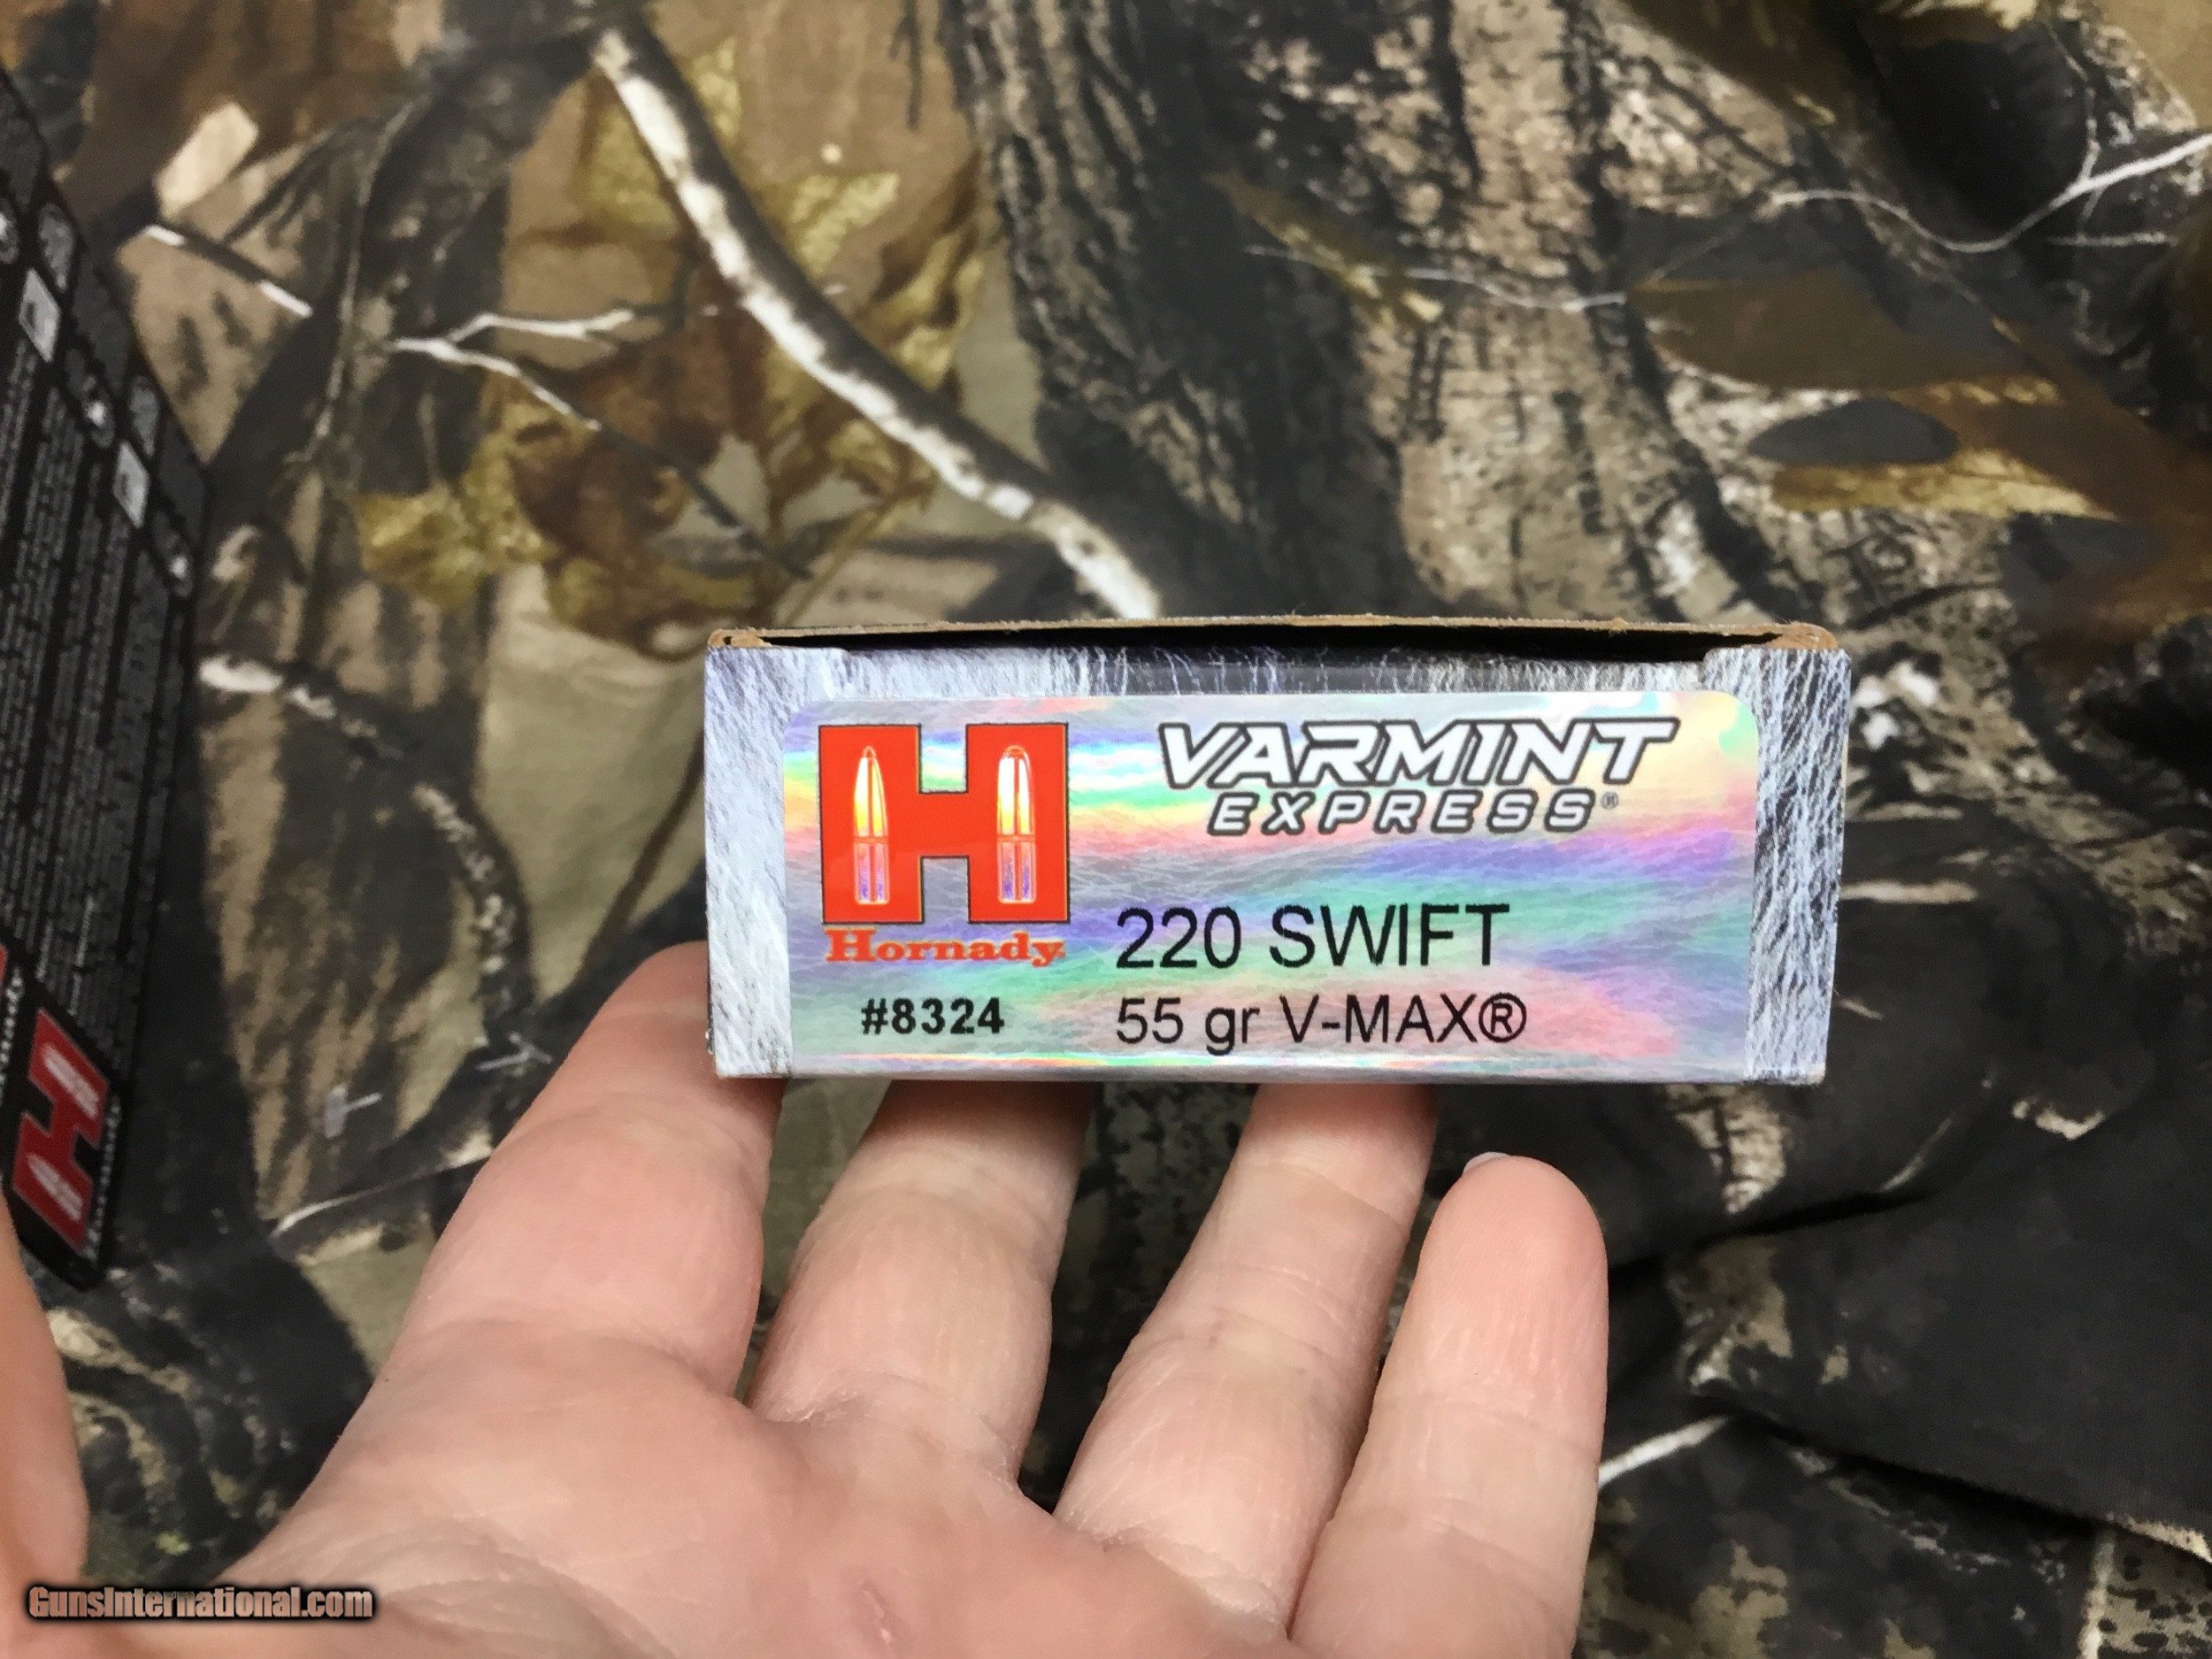 VARMINT
EXPRESS®
Hornady
220 SWIFT
#8324
55 gr V-MAX®
GunsInternational.com